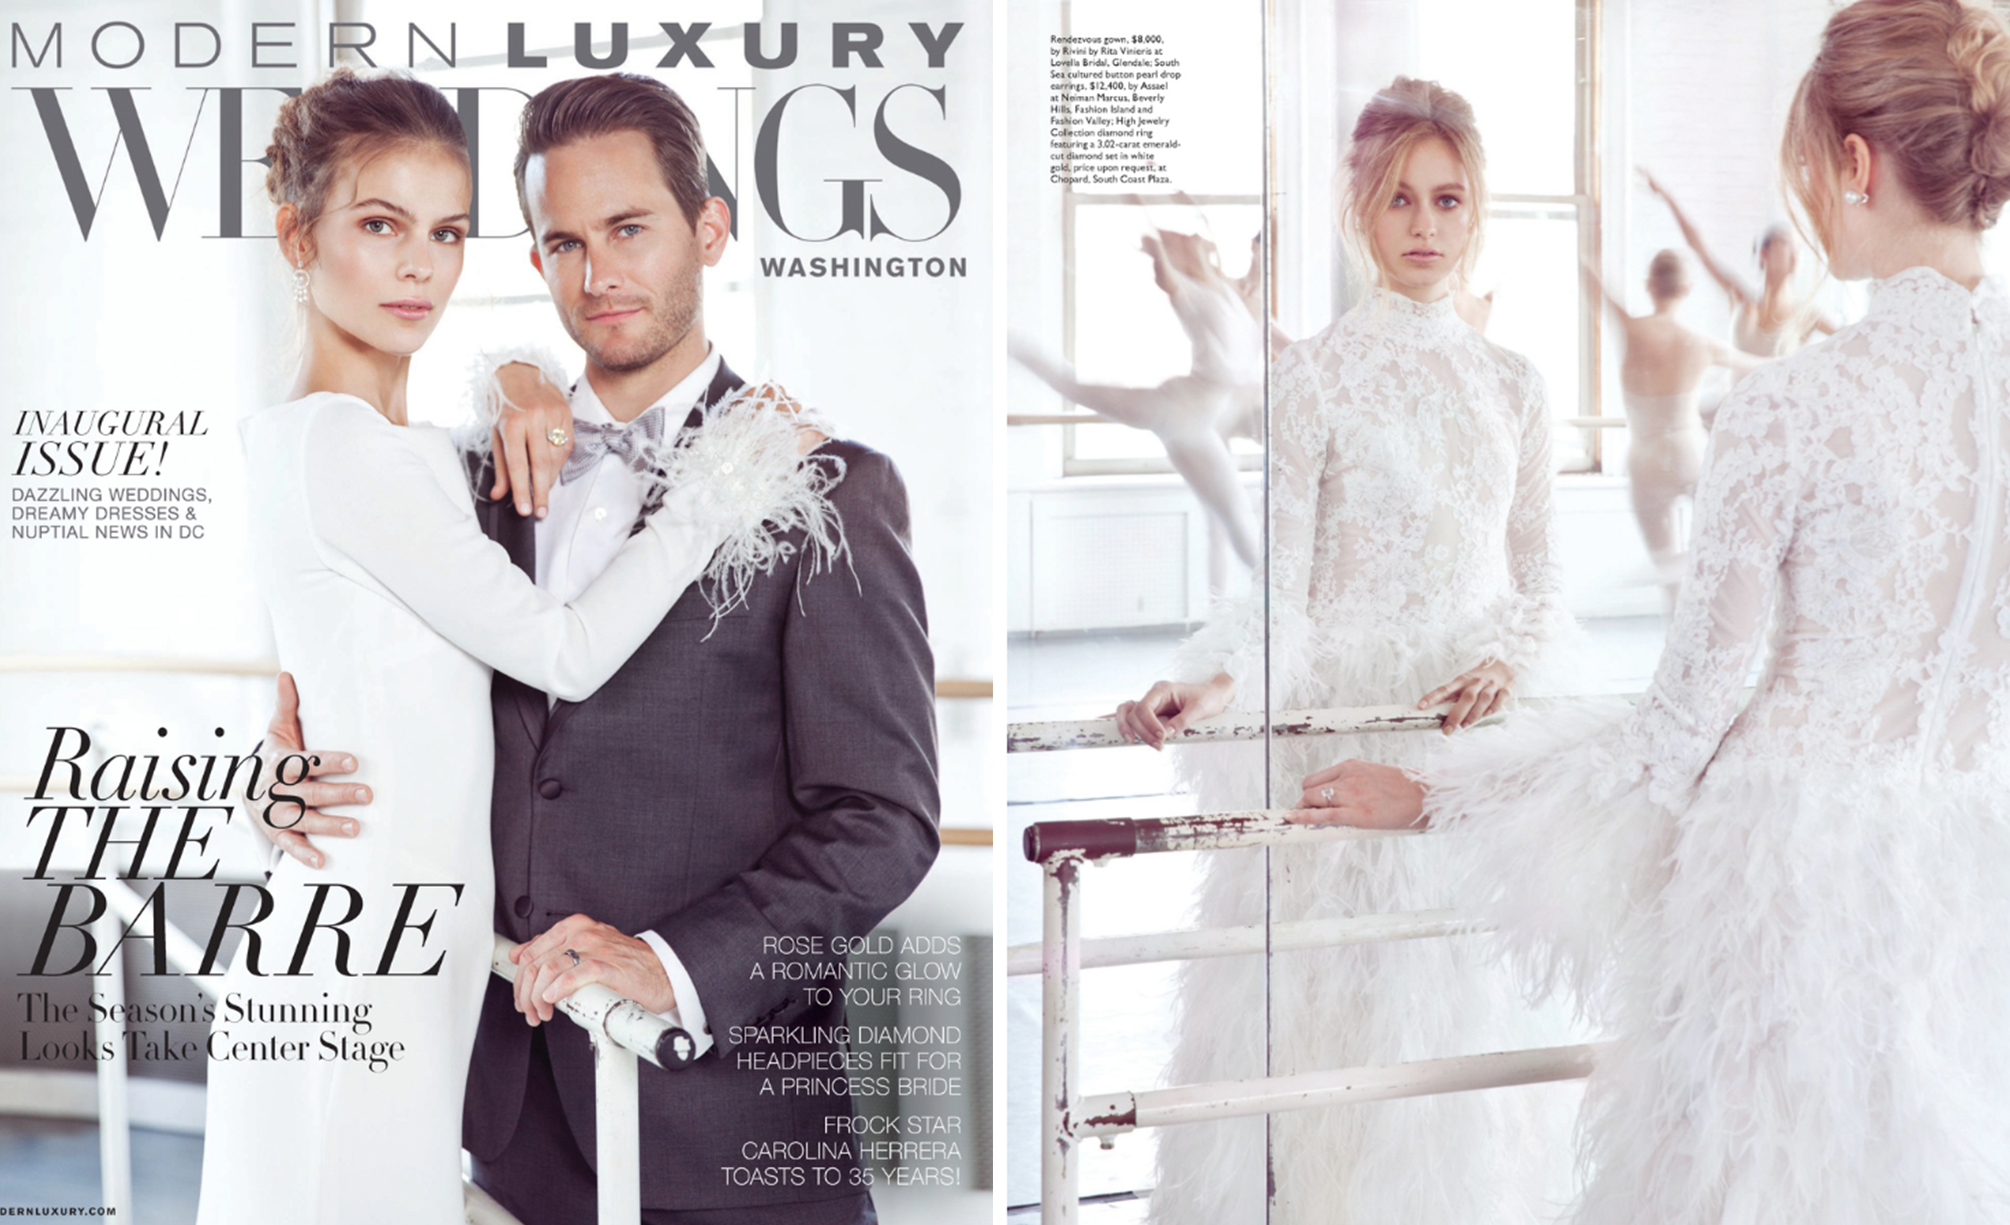 MODERN LUXURY
WEDDINGS
WASHINGTON
INAUGURAL
ISSUE!
DAZZLING WEDDINGS,
DREAMY DRESSES &
NUPTIAL NEWS IN DC
Raising
THE
BARRE
The Season's Stunning
Looks Take Center Stage
ROSE GOLD ADDS
A ROMANTIC GLOW
TO YOUR RING
SPARKLING DIAMOND
HEADPIECES FIT FOR
A PRINCESS BRIDE
FROCK STAR
CAROLINA HERRERA
TOASTS TO 35 YEARS!
DERNLUXURY.COM
Rendezvous gown, $8,000,
by Rivini by Rita Vinieris at
Lovella Bridal, Glendale; South
Sea cultured button pearl drop
earrings, $12,400, by Assael
at Neiman Marcus, Beverly
Hills, Fashion Island and
Fashion Valley; High Jewelry
Collection diamond ring
featuring a 3.02-carat emerald-
cut diamond set in white
gold, price upon request, at
Chopard, South Coast Plaza.